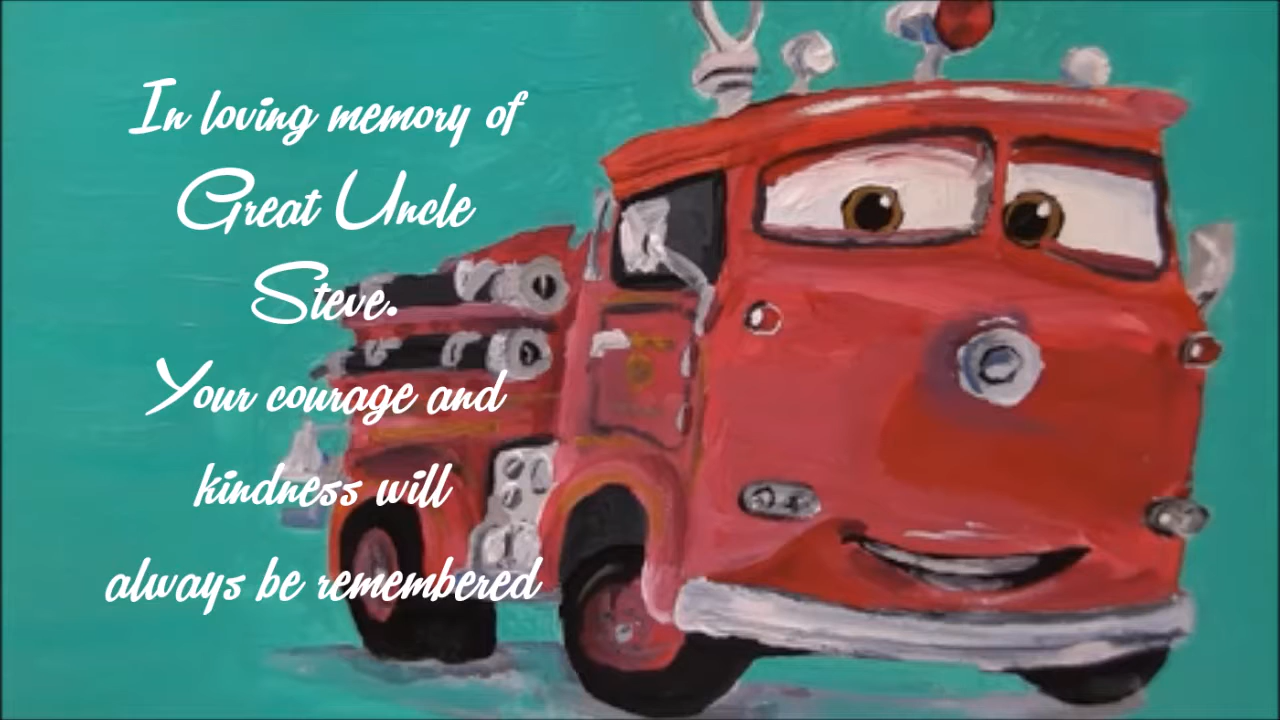 In loving memory of
Great Uncle
Steve.
Your courage and
kindness will
always be remembered